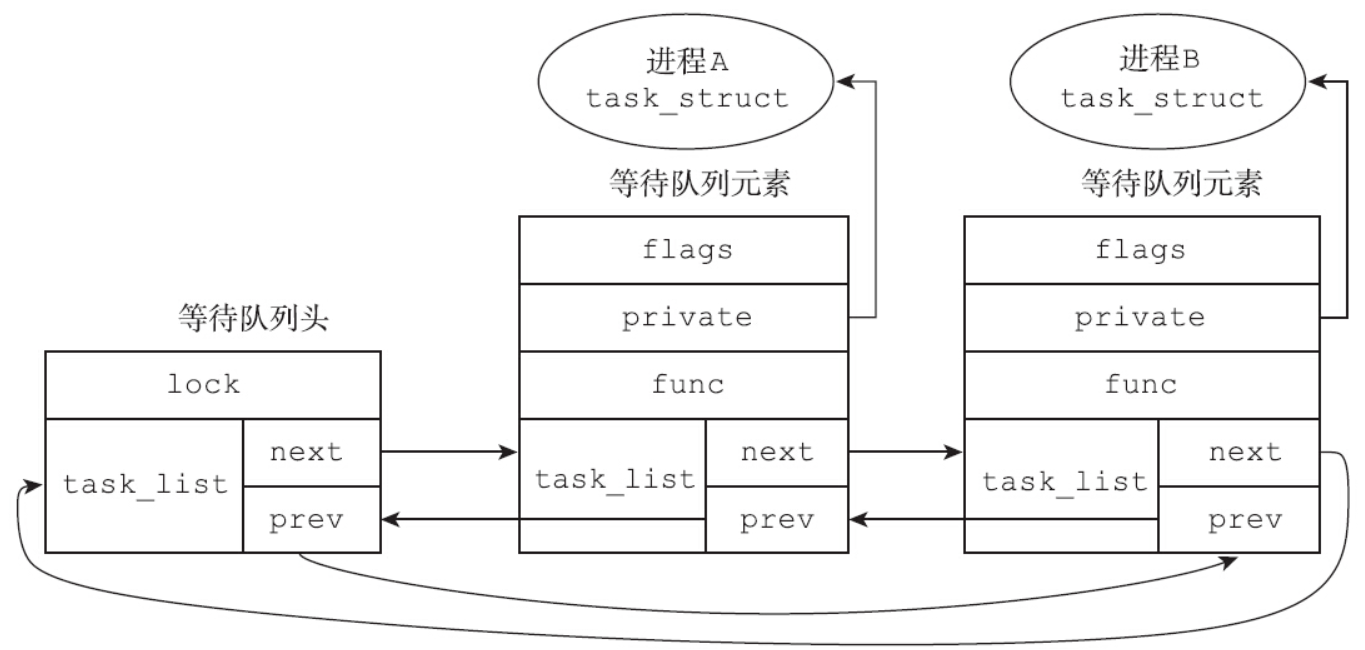 进程A
task_struct
进程B
task_struct
等待队列元素
等待队列元素
flags
flags
等待队列头
private
private
lock
func
func
task_list
next
prev
task_list
next
prev
task_list
next
prev